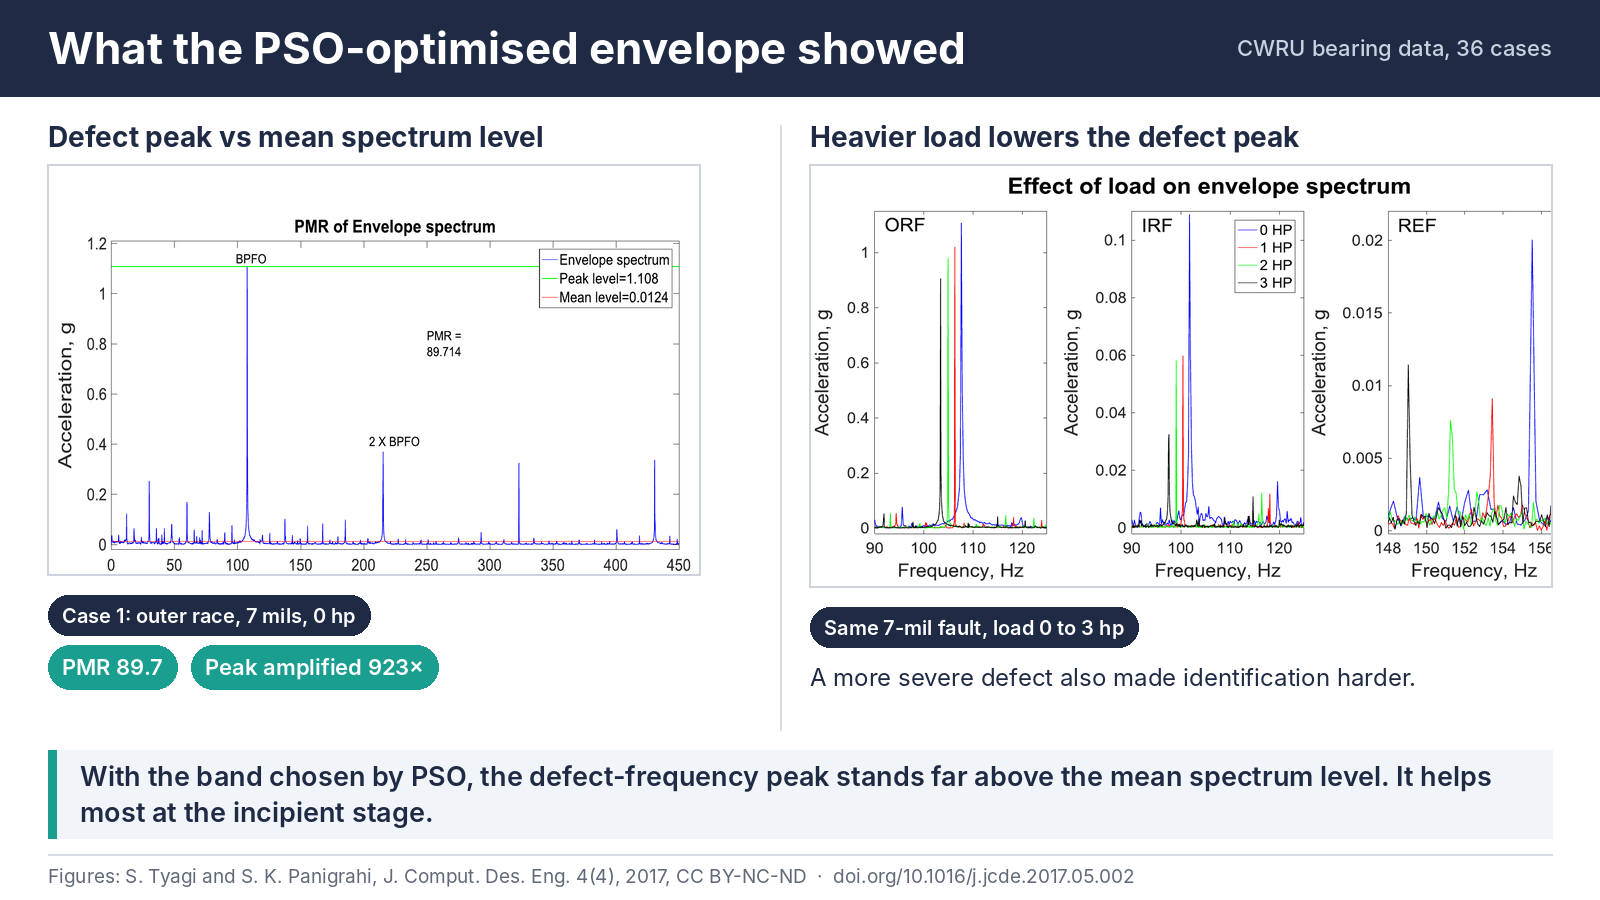 What the PSO-optimised envelope showed
CWRU bearing data, 36 cases
Defect peak vs mean spectrum level
PMR of Envelope spectrum
1.2
1
0.8
0.6
0.4
0.2
0
Acceleration, g
BPFO
2 X BPFO
PMR =
89.714
Envelope spectrum
Peak level=1.108
Mean level=0.0124
0 50 100 150 200 250 300 350 400 450
Case 1: outer race, 7 mils, 0 hp
PMR 89.7
Peak amplified 923×
Heavier load lowers the defect peak
Effect of load on envelope spectrum
ORF
1
0.8
0.6
0.4
0.2
0
Acceleration, g
90 100 110 120
Frequency, Hz
IRF
0 HP
1 HP
2 HP
3 HP
0.1
0.08
0.06
0.04
0.02
0
Acceleration, g
90 100 110 120
Frequency, Hz
REF
0.02
0.015
0.01
0.005
0
Acceleration, g
148 150 152 154 156
Frequency, Hz
Same 7-mil fault, load 0 to 3 hp
A more severe defect also made identification harder.
With the band chosen by PSO, the defect-frequency peak stands far above the mean spectrum level. It helps
most at the incipient stage.
Figures: S. Tyagi and S. K. Panigrahi, J. Comput. Des. Eng. 4(4), 2017, CC BY-NC-ND · doi.org/10.1016/j.jcde.2017.05.002